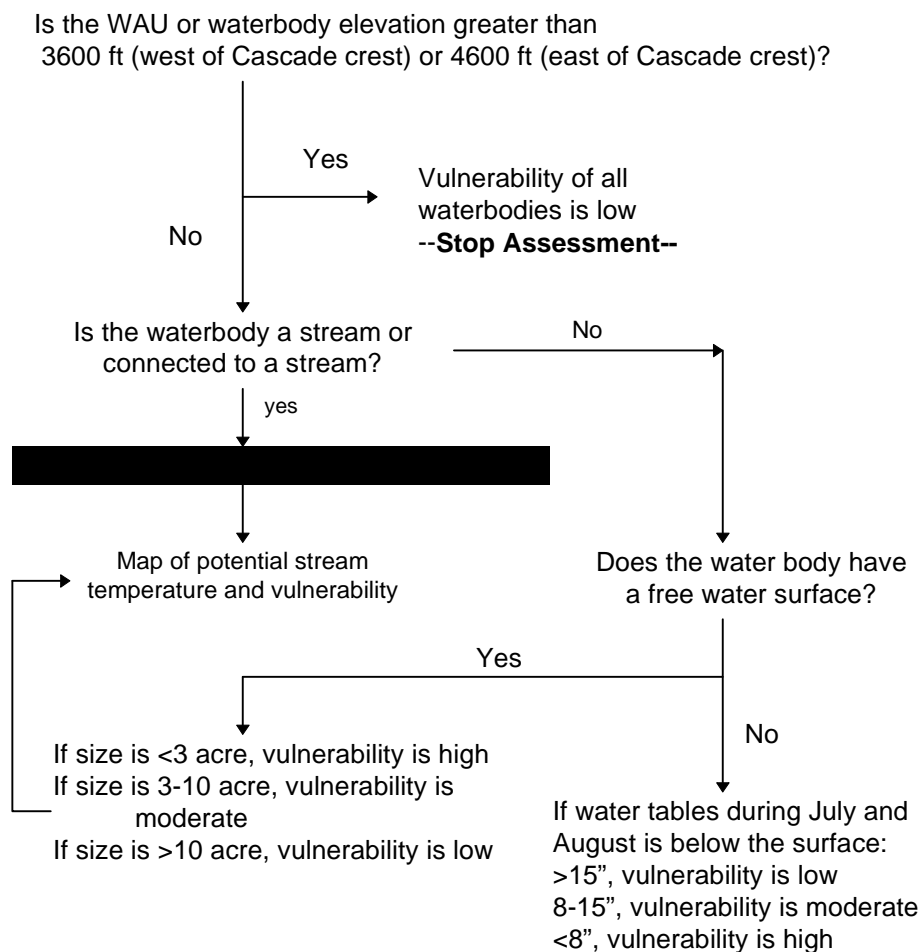 Is the WAU or waterbody elevation greater than
3600 ft (west of Cascade crest) or 4600 ft (east of Cascade crest)?
Yes
Vulnerability of all
waterbodies is low
--Stop Assessment--
No
Is the waterbody a stream or
connected to a stream?
No
yes
Map of potential stream
temperature and vulnerability
Does the water body have
a free water surface?
Yes
No
If size is <3 acre, vulnerability is high
If size is 3-10 acre, vulnerability is
moderate
If size is >10 acre, vulnerability is low
If water tables during July and
August is below the surface:
>15”, vulnerability is low
8-15”, vulnerability is moderate
<8”, vulnerability is high